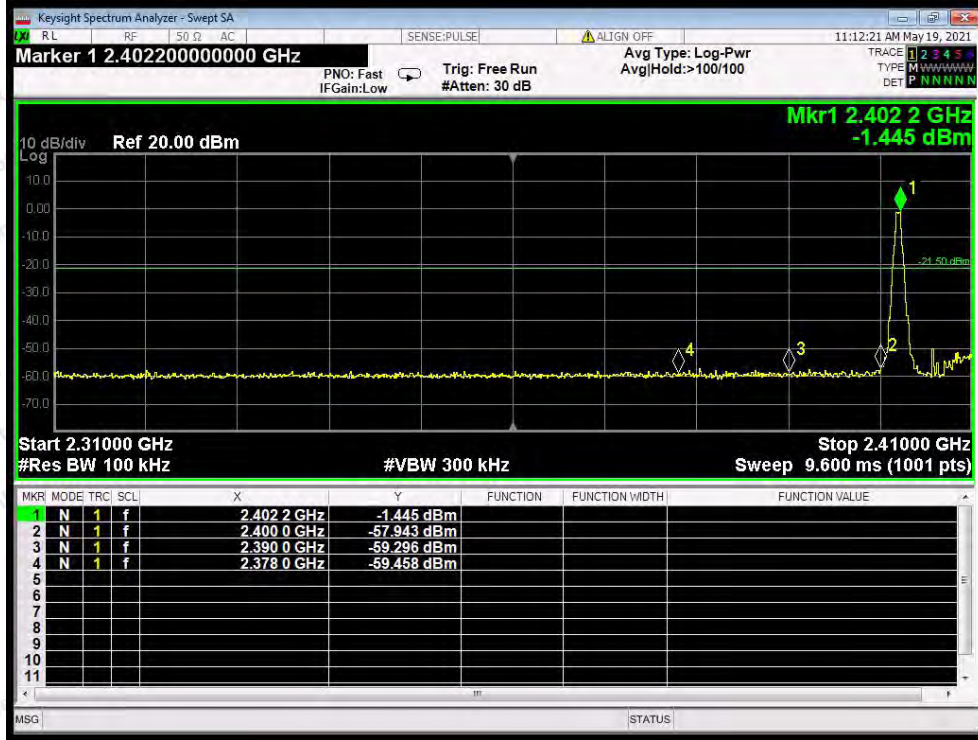 Keysight Spectrum Analyzer - Swept SA
LXI RL RF 50 Ω AC SENSE:PULSE ALIGN OFF 11:12:21 AM May 19, 2021
Marker 1 2.402200000000 GHz
PNO: Fast
IFGain:Low
Trig: Free Run
#Atten: 30 dB
Avg Type: Log-Pwr
Avg|Hold:>100/100
TRACE 1 2 3 4 5 6
TYPE M W W W W W
DET P N N N N N
Mkr1 2.402 2 GHz
-1.445 dBm
10 dB/div Ref 20.00 dBm
Log
10.0
0.00
-10.0
-20.0
-30.0
-40.0
-50.0
-60.0
-70.0
1
-21.50 dBm
4
3
2
Start 2.31000 GHz
Stop 2.41000 GHz
#Res BW 100 kHz
#VBW 300 kHz
Sweep 9.600 ms (1001 pts)
MKR MODE TRC SCL X Y FUNCTION FUNCTION WIDTH FUNCTION VALUE
1 N 1 f 2.402 2 GHz -1.445 dBm
2 N 1 f 2.400 0 GHz -57.943 dBm
3 N 1 f 2.390 0 GHz -59.296 dBm
4 N 1 f 2.378 0 GHz -59.458 dBm
5
6
7
8
9
10
11
MSG STATUS